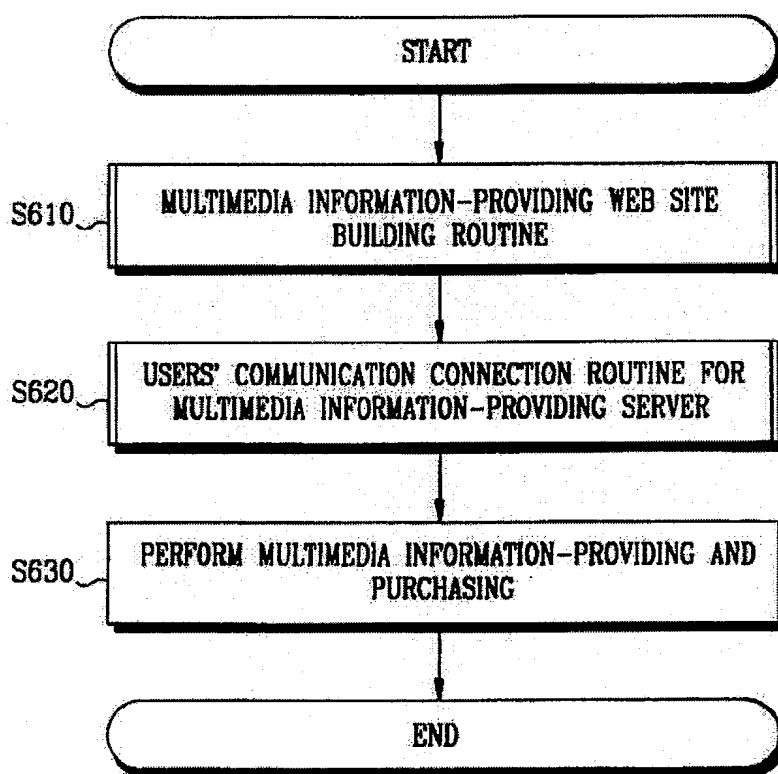 START
S610
MULTIMEDIA INFORMATION-PROVIDING WEB SITE
BUILDING ROUTINE
S620
USERS' COMMUNICATION CONNECTION ROUTINE FOR
MULTIMEDIA INFORMATION-PROVIDING SERVER
S630
PERFORM MULTIMEDIA INFORMATION-PROVIDING AND
PURCHASING
END